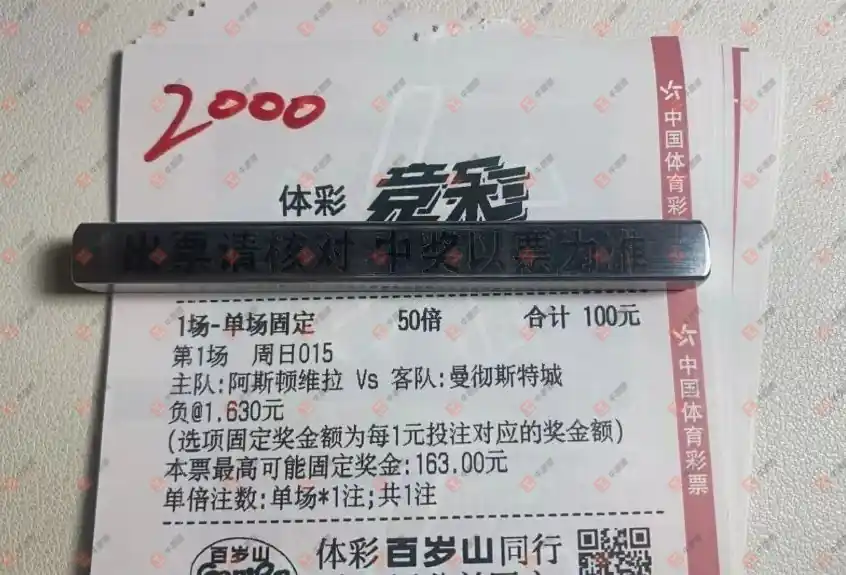 2000
体彩 竞彩
出票请核对 中奖以票为准
1场-单场固定 50倍 合计 100元
第1场 周日015
主队:阿斯顿维拉 Vs 客队:曼彻斯特城
负@1.630元
(选项固定奖金额为每1元投注对应的奖金额)
本票最高可能固定奖金:163.00元
单倍注数:单场*1注;共1注
百岁山
体彩百岁山同行
中国体育彩
中国体育彩票